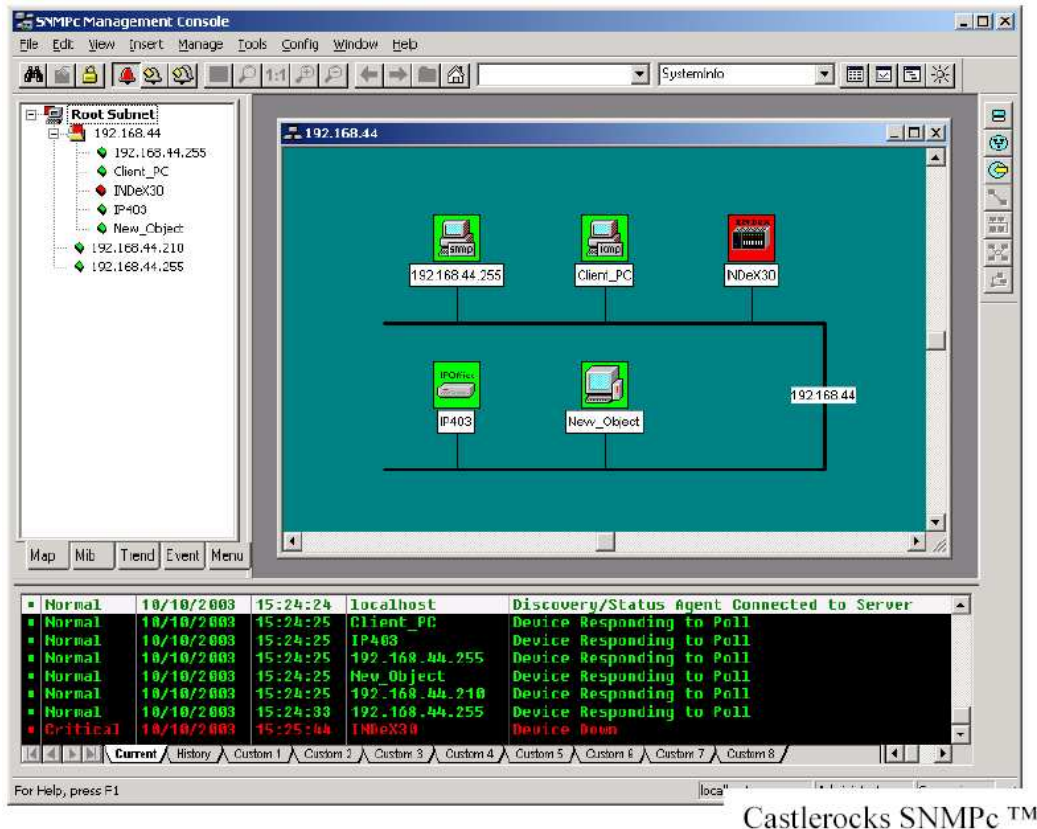 SNMPc Management Console
File Edit View Insert Manage Tools Config Window Help
1:1 Systeminfo
Root Subnet
192.168.44
192.168.44.255
Client_PC
INDeX30
IP403
New_Object
192.168.44.210
192.168.44.255
Map Mib Trend Event Menu
192.168.44
snmp icmp
192.168.44.255 Client_PC INDeX30
IPOffice
IP403 New_Object
192.168.44
Normal 10/10/2003 15:24:24 localhost Discovery/Status Agent Connected to Server
Normal 10/10/2003 15:24:25 Client_PC Device Responding to Poll
Normal 10/10/2003 15:24:25 IP403 Device Responding to Poll
Normal 10/10/2003 15:24:25 192.168.44.255 Device Responding to Poll
Normal 10/10/2003 15:24:25 New_Object Device Responding to Poll
Normal 10/10/2003 15:24:25 192.168.44.210 Device Responding to Poll
Normal 10/10/2003 15:24:33 192.168.44.255 Device Responding to Poll
Critical 10/10/2003 15:25:44 INDeX30 Device Down
Current History Custom 1 Custom 2 Custom 3 Custom 4 Custom 5 Custom 6 Custom 7 Custom 8
For Help, press F1
Castlerocks SNMPc ™